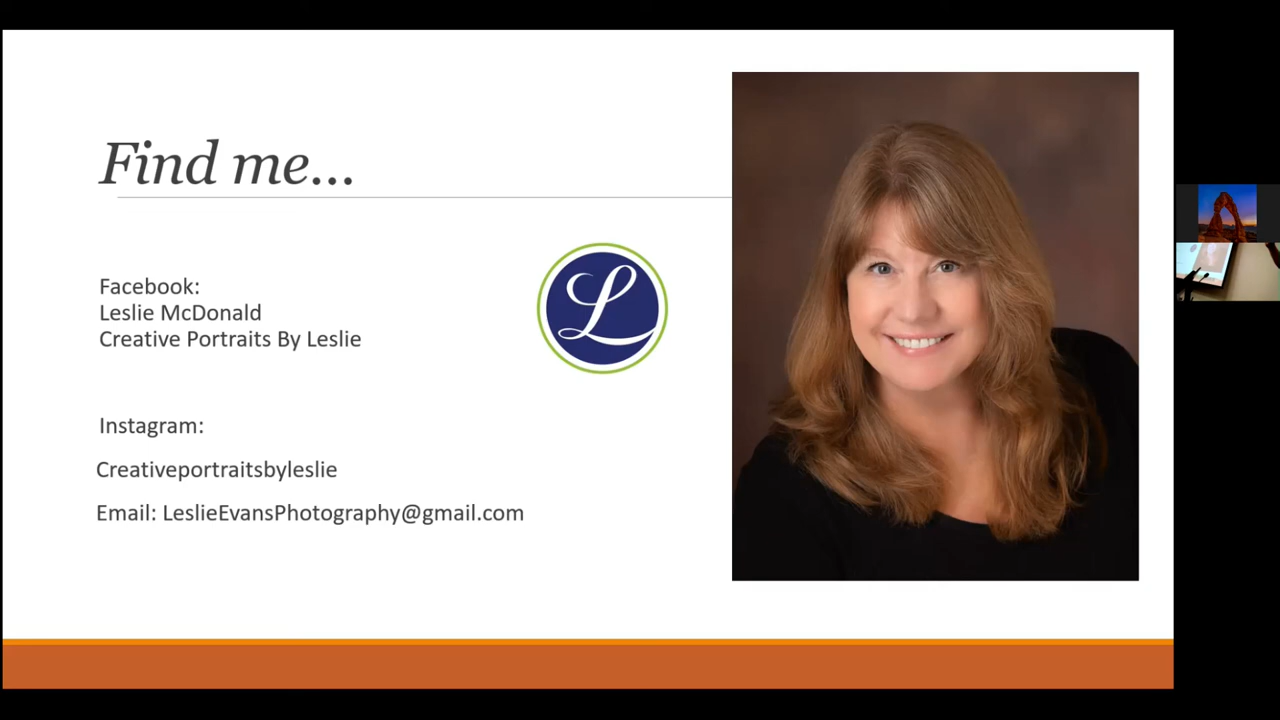 Find me...
Facebook:
Leslie McDonald
Creative Portraits By Leslie
L
Instagram:
Creativeportraitsbyleslie
Email: LeslieEvansPhotography@gmail.com